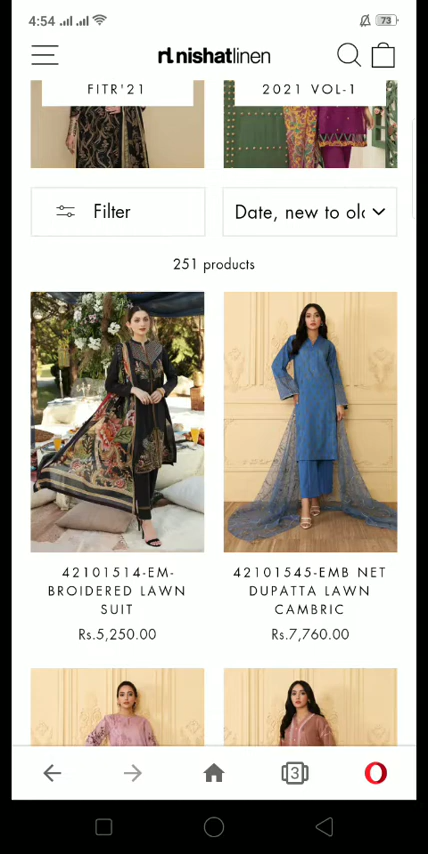 4:54
73
nishatlinen
FITR'21
2021 VOL-1
Filter
Date, new to old
251 products
42101514-EM-
BROIDERED LAWN
SUIT
Rs.5,250.00
42101545-EMB NET
DUPATTA LAWN
CAMBRIC
Rs.7,760.00
3